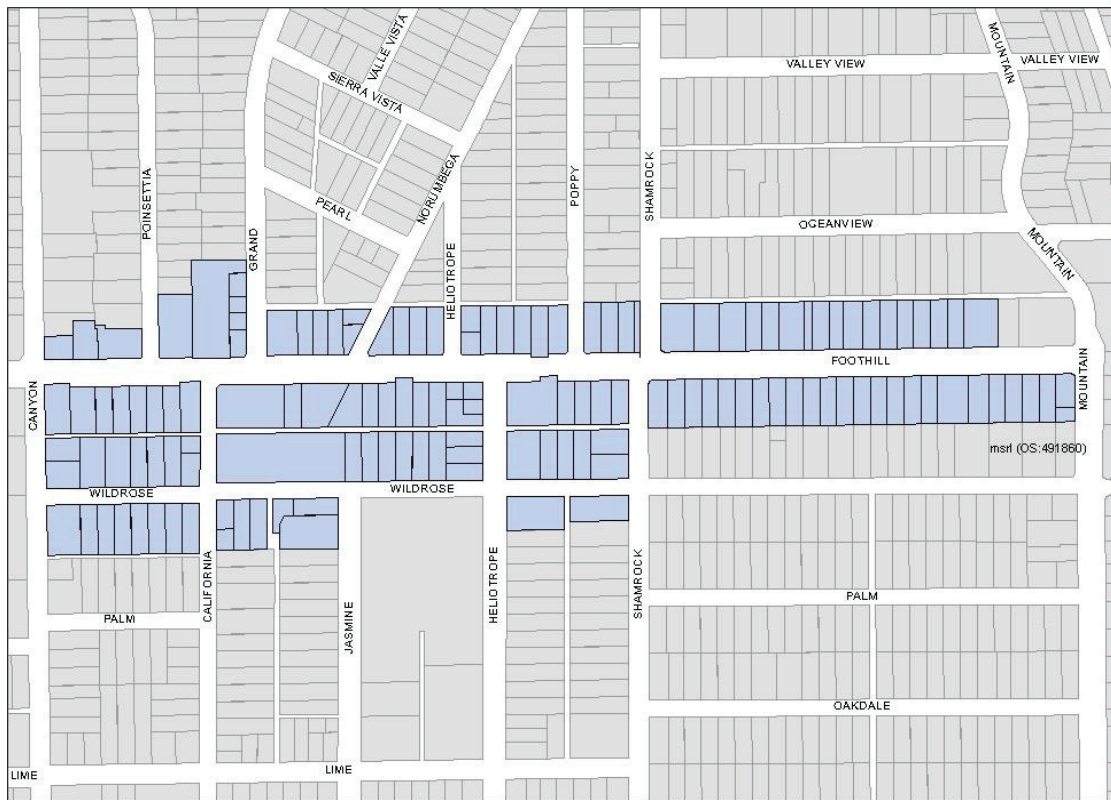 VALLE VISTA
MOUNTAIN
VALLEY VIEW
VALLEY VIEW
SIERRA VISTA
NORUMBEGA
POINSETTIA
POPPY
SHAMROCK
PEARL
GRAND
OCEANVIEW
MOUNTAIN
HELIOTROPE
FOOTHILL
CANYON
MOUNTAIN
msrl (OS:491860)
WILDROSE
WILDROSE
CALIFORNIA
JASMINE
HELIOTROPE
SHAMROCK
PALM
PALM
OAKDALE
LIME
LIME